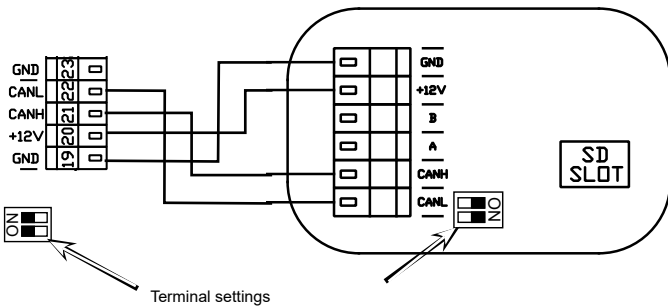 GND 23
CANL 22
CANH 21
+12V 20
GND 19
ON
GND
+12V
B
A
CANH
CANL
ON
SD
SLOT
Terminal settings